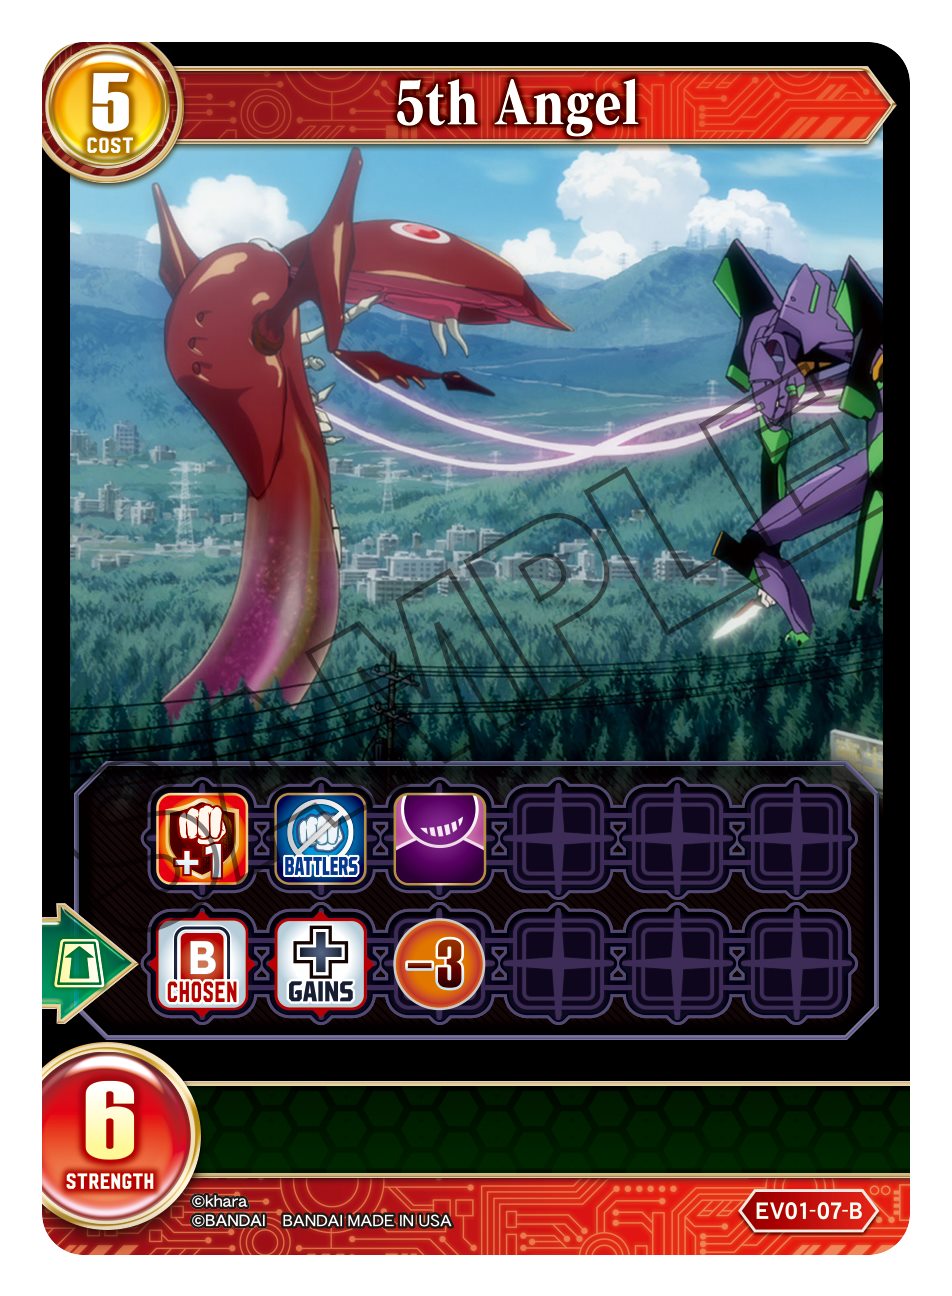 5
COST
5th Angel
SAMPLE
+1
BATTLERS
B
CHOSEN
GAINS
-3
6
STRENGTH
©khara
©BANDAI BANDAI MADE IN USA
EV01-07-B